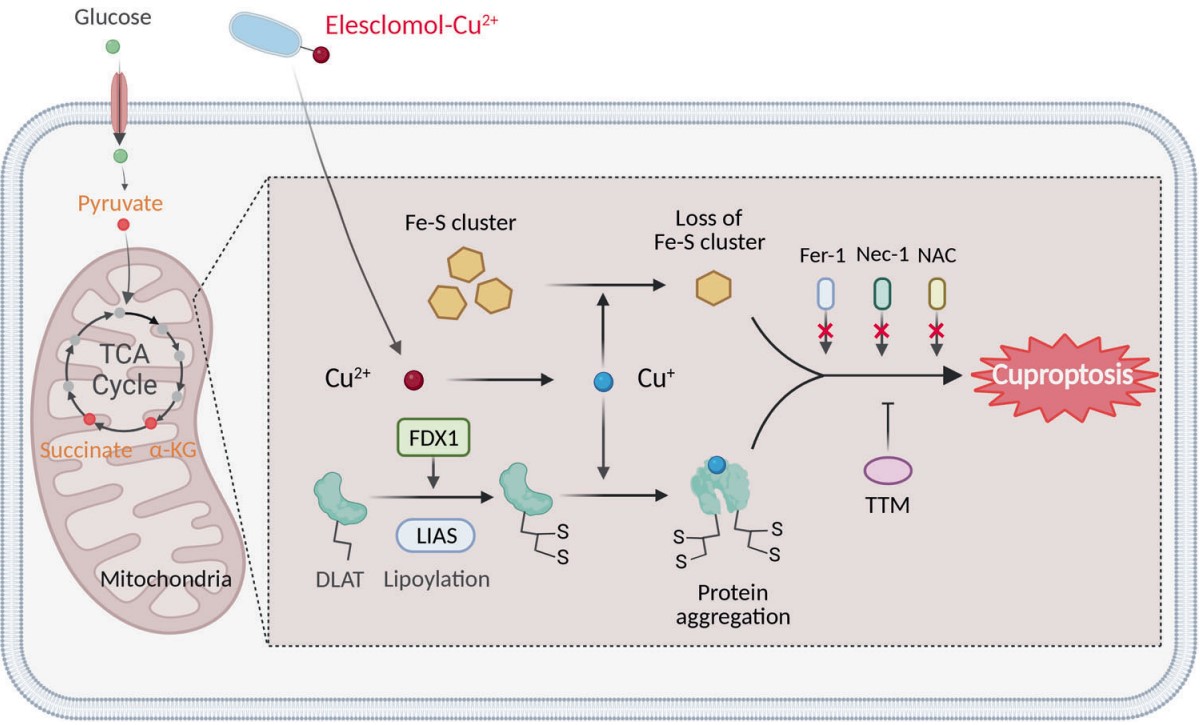 Glucose
Elesclomol-Cu²⁺
Pyruvate
TCA
Cycle
Succinate α-KG
Mitochondria
Fe-S cluster
Loss of
Fe-S cluster
Fer-1 Nec-1 NAC
Cu²⁺
Cu⁺
Cuproptosis
FDX1
LIAS
DLAT Lipoylation
S
S
S
S
S
S
Protein
aggregation
TTM